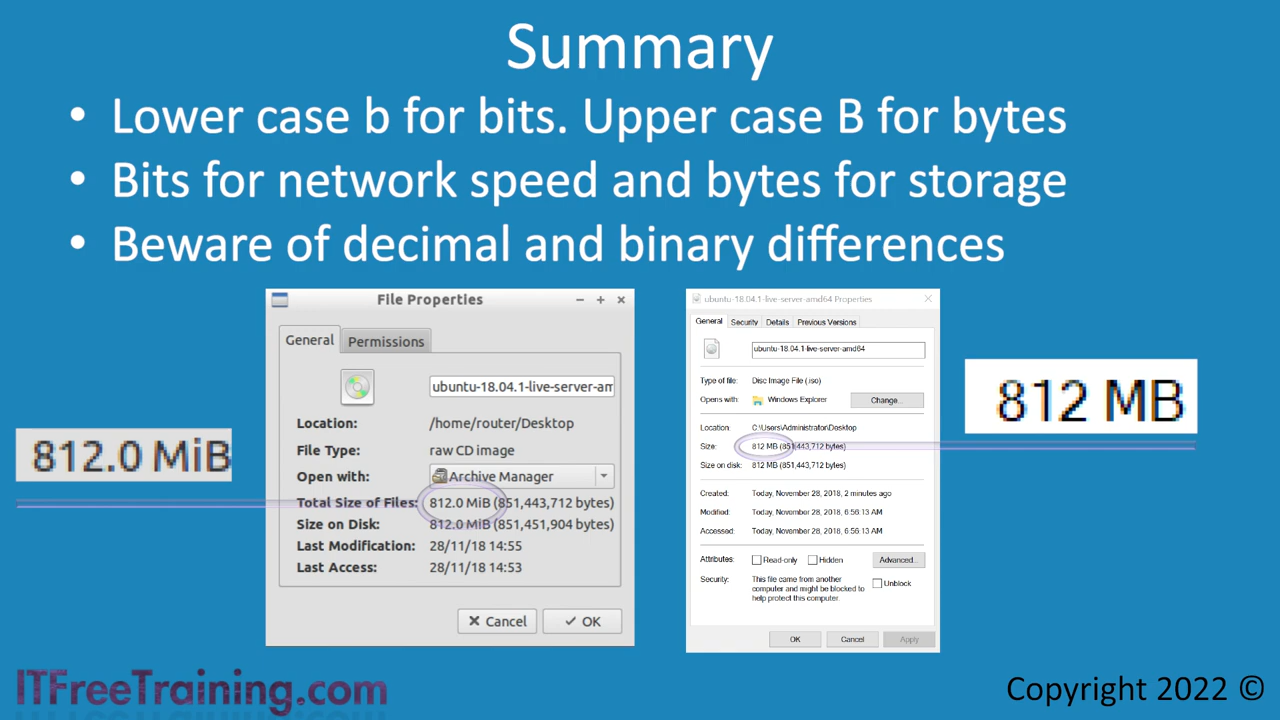 Summary
• Lower case b for bits. Upper case B for bytes
• Bits for network speed and bytes for storage
• Beware of decimal and binary differences
File Properties
General Permissions
ubuntu-18.04.1-live-server-am
Location: /home/router/Desktop
File Type: raw CD image
Open with: Archive Manager
Total Size of Files: 812.0 MiB (851,443,712 bytes)
Size on Disk: 812.0 MiB (851,451,904 bytes)
Last Modification: 28/11/18 14:55
Last Access: 28/11/18 14:53
Cancel OK
812.0 MiB
ubuntu-18.04.1-live-server-amd64 Properties
General Security Details Previous Versions
ubuntu-18.04.1-live-server-amd64
Type of file: Disc Image File (.iso)
Opens with: Windows Explorer Change...
Location: C:\Users\Administrator\Desktop
Size: 812 MB (851,443,712 bytes)
Size on disk: 812 MB (851,443,712 bytes)
Created: Today, November 28, 2018, 2 minutes ago
Modified: Today, November 28, 2018, 6:56:13 AM
Accessed: Today, November 28, 2018, 6:56:13 AM
Attributes: Read-only Hidden Advanced...
Security: This file came from another
computer and might be blocked to
help protect this computer.
Unblock
OK Cancel Apply
812 MB
ITFreeTraining.com
Copyright 2022 ©